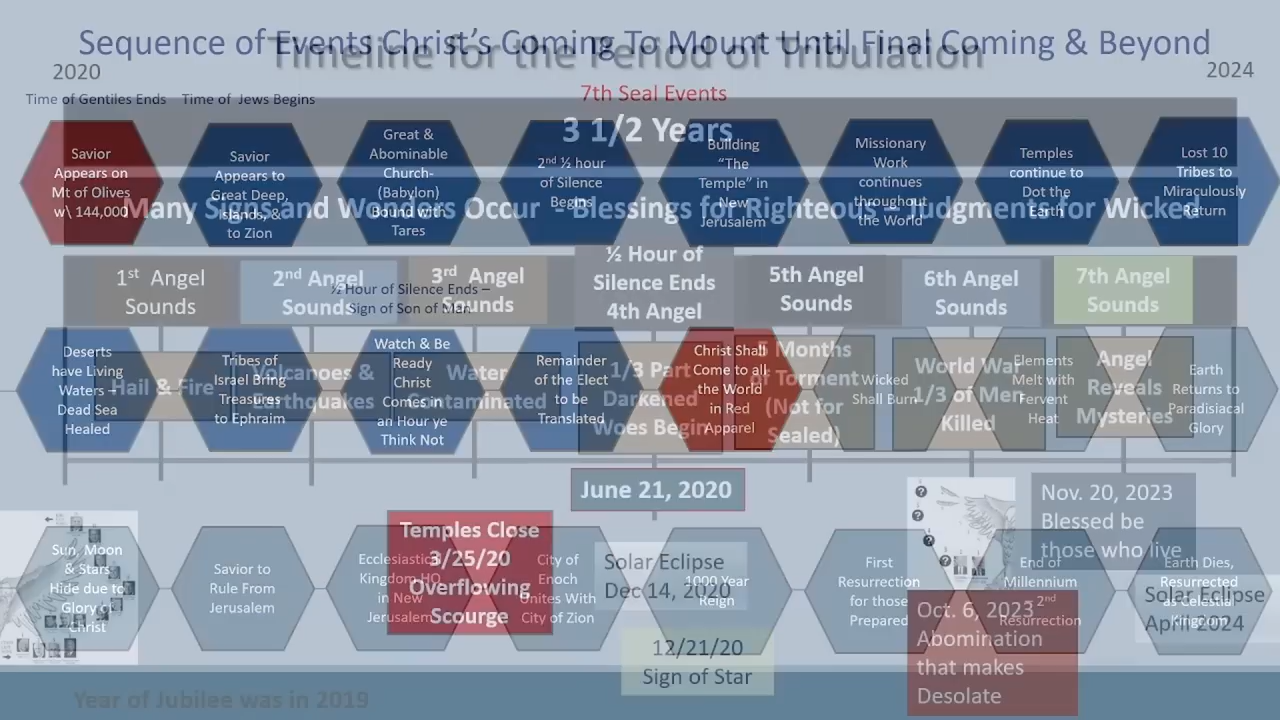 Sequence of Events Christ's Coming To Mount Until Final Coming & Beyond
Timeline for the Period of Tribulation
2020
2024
Time of Gentiles Ends
Time of Jews Begins
7th Seal Events
3 1/2 Years
Savior
Appears on
Mt of Olives
w\ 144,000
Savior
Appears to
Great Deep,
Islands, &
to Zion
Great &
Abominable
Church-
(Babylon)
Bound with
Tares
2nd ½ hour
of Silence
Begins
Building
“The
Temple” in
New
Jerusalem
Missionary
Work
continues
throughout
the World
Temples
continue to
Dot the
Earth
Lost 10
Tribes to
Miraculously
Return
Many Signs and Wonders Occur - Blessings for Righteous - Judgments for Wicked
1st Angel
Sounds
2nd Angel
Sounds
3rd Angel
Sounds
½ Hour of Silence Ends –
Sign of Son of Man
½ Hour of
Silence Ends
4th Angel
5th Angel
Sounds
6th Angel
Sounds
7th Angel
Sounds
Deserts
have Living
Waters –
Dead Sea
Healed
Hail & Fire
Tribes of
Israel Bring
Treasures
to Ephraim
Volcanoes &
Earthquakes
Watch & Be
Ready
Christ
Comes in
an Hour ye
Think Not
Water
Contaminated
Remainder
of the Elect
to be
Translated
1/3 Part
Darkened
Woes Begin
Christ Shall
Come to all
the World
in Red
Apparel
5 Months
of Torment
(Not for
Sealed)
Wicked
Shall Burn
World War
1/3 of Men
Killed
Elements
Melt with
Fervent
Heat
Angel
Reveals
Mysteries
Earth
Returns to
Paradisiacal
Glory
June 21, 2020
Nov. 20, 2023
Blessed be
those who live
Sun, Moon
& Stars
Hide due to
Glory of
Christ
Savior to
Rule From
Jerusalem
Ecclesiastical
Kingdom HQ
in New
Jerusalem
Temples Close
3/25/20
Overflowing
Scourge
City of
Enoch
Unites With
City of Zion
Solar Eclipse
Dec 14, 2020
1000 Year
Reign
First
Resurrection
for those
Prepared
End of
Millennium
2nd
Resurrection
Earth Dies,
Resurrected
as Celestial
Kingdom
Solar Eclipse
April 2024
Oct. 6, 2023
Abomination
that makes
Desolate
12/21/20
Sign of Star
Year of Jubilee was in 2019